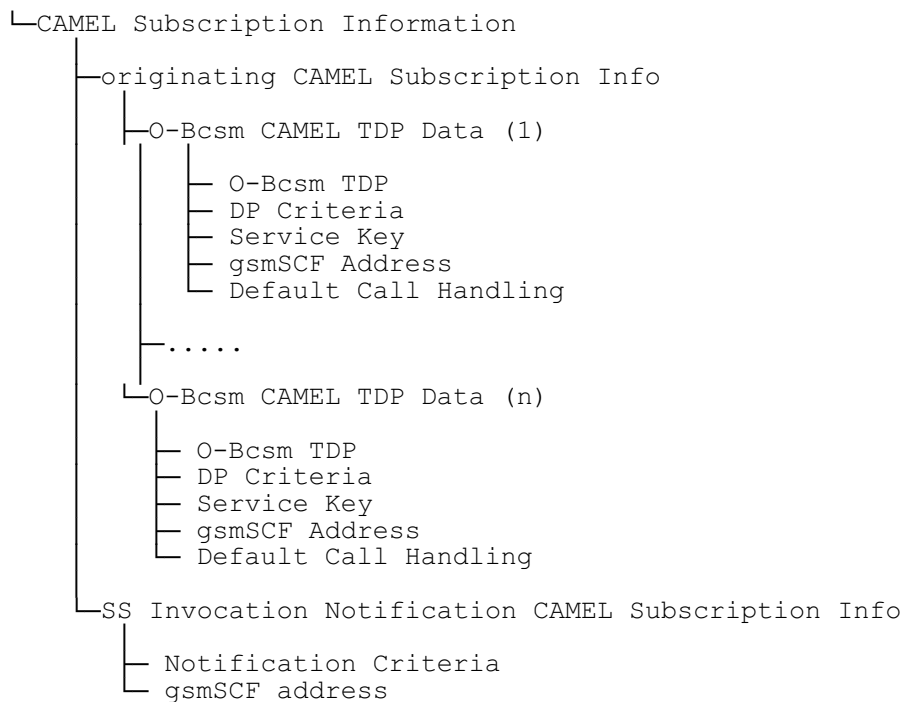 CAMEL Subscription Information
originating CAMEL Subscription Info
O-Bcsm CAMEL TDP Data (1)
O-Bcsm TDP
DP Criteria
Service Key
gsmSCF Address
Default Call Handling
.....
O-Bcsm CAMEL TDP Data (n)
O-Bcsm TDP
DP Criteria
Service Key
gsmSCF Address
Default Call Handling
SS Invocation Notification CAMEL Subscription Info
Notification Criteria
gsmSCF address